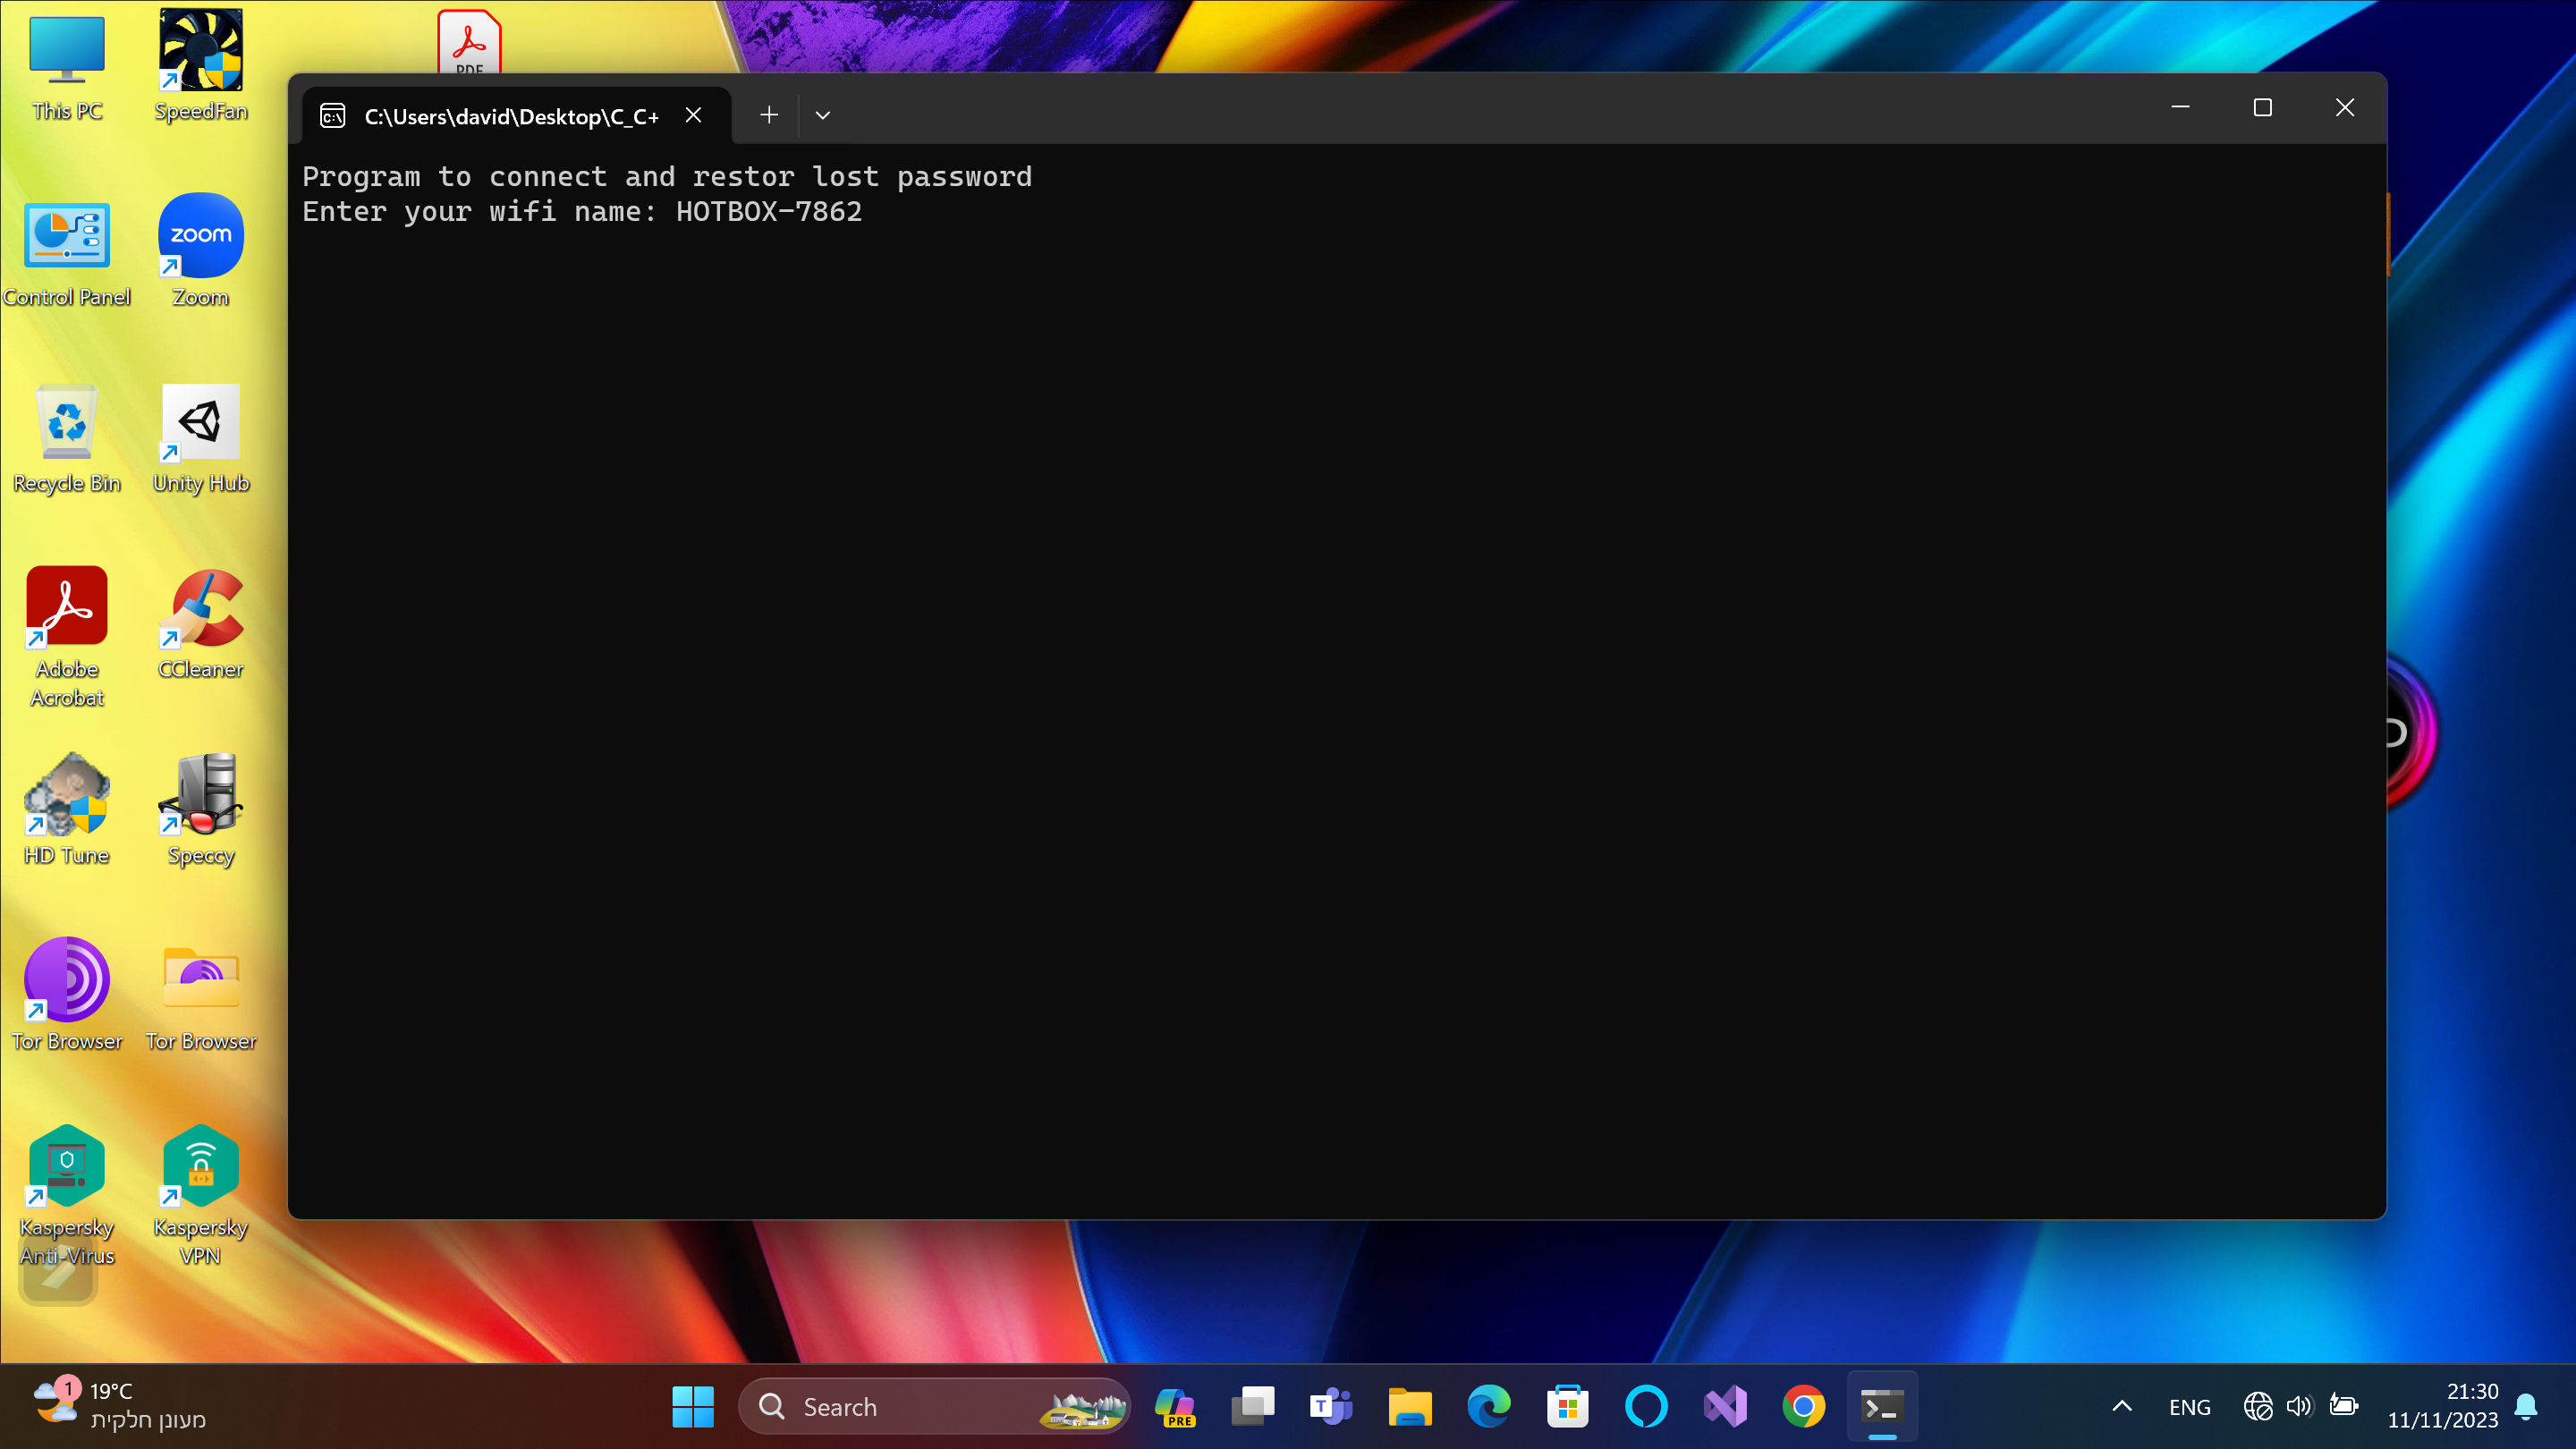 This PC
SpeedFan
PDF
Control Panel
zoom
Zoom
Recycle Bin
Unity Hub
Adobe
Acrobat
CCleaner
HD Tune
Speccy
Tor Browser
Tor Browser
Kaspersky
Anti-Virus
Kaspersky
VPN
C:\Users\david\Desktop\C_C+
Program to connect and restor lost password
Enter your wifi name: HOTBOX-7862
1
19°C
מעונן חלקית
Search
PRE
T
ENG
21:30
11/11/2023